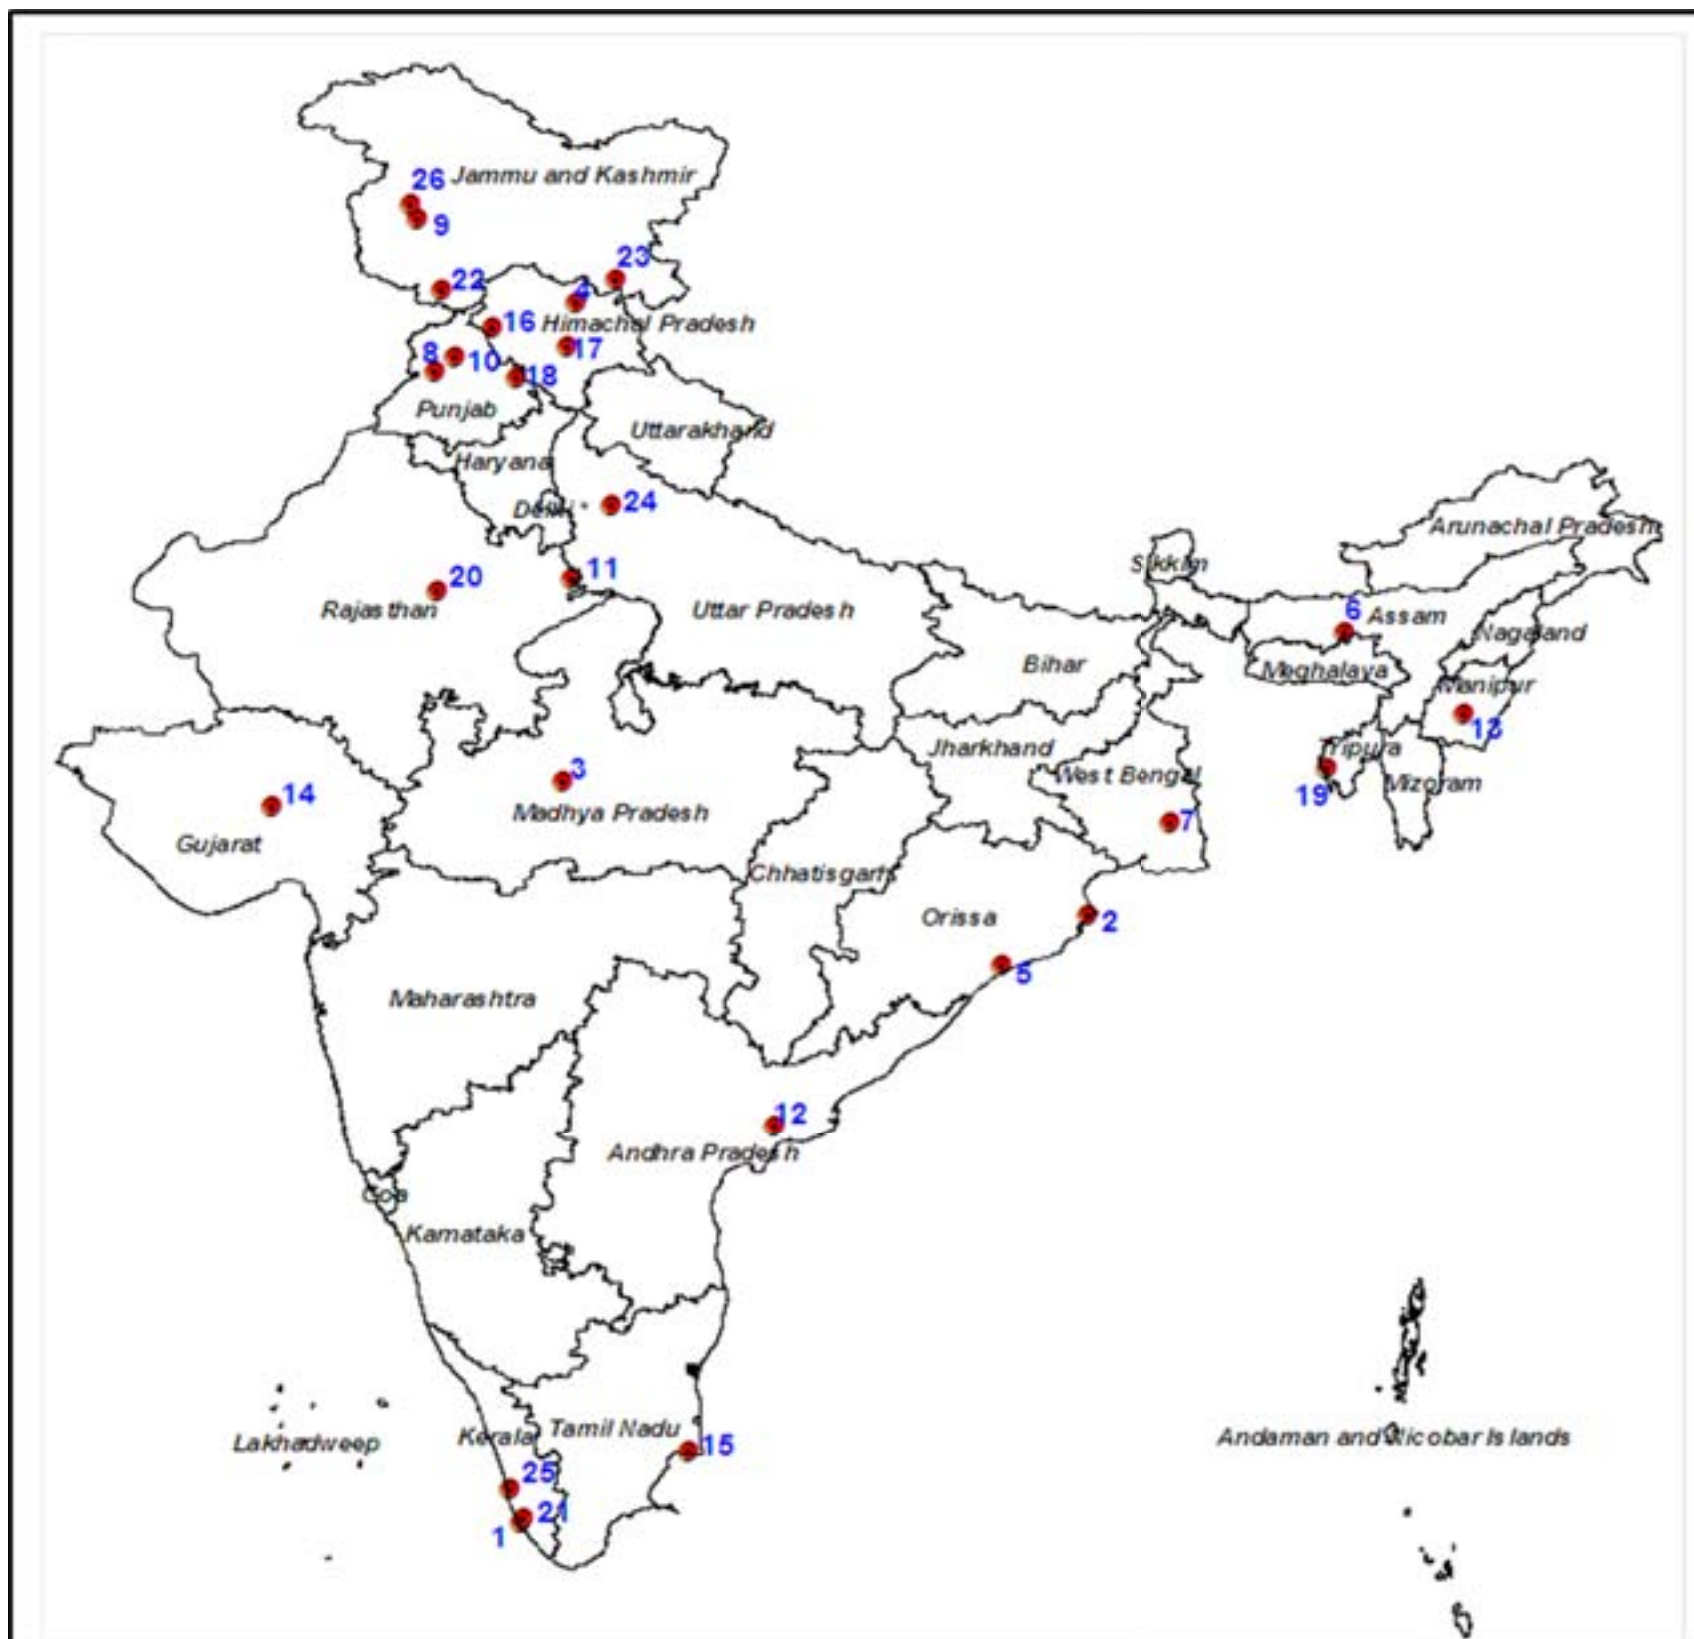 26
Jammu and Kashmir
9
23
22
4
16
Himachal Pradesh
17
8
10
18
Punjab
Uttarakhand
Haryana
Delhi
24
Arunachal Pradesh
Sikkim
11
20
Rajasthan
Uttar Pradesh
6
Assam
Nagaland
Bihar
Meghalaya
Manipur
13
Jharkhand
Tripura
West Bengal
Mizoram
3
14
19
Madhya Pradesh
7
Gujarat
Chhatisgarh
Orissa
2
5
Maharashtra
12
Andhra Pradesh
Goa
Karnataka
Kerala
Tamil Nadu
15
Lakhadweep
Andaman and Nicobar Islands
25
21
1